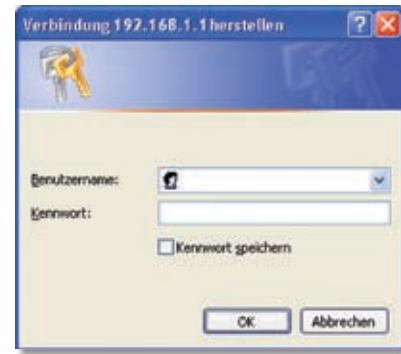 Verbindung 192.168.1.1 herstellen
Benutzername:
Kennwort:
Kennwort speichern
OK Abbrechen